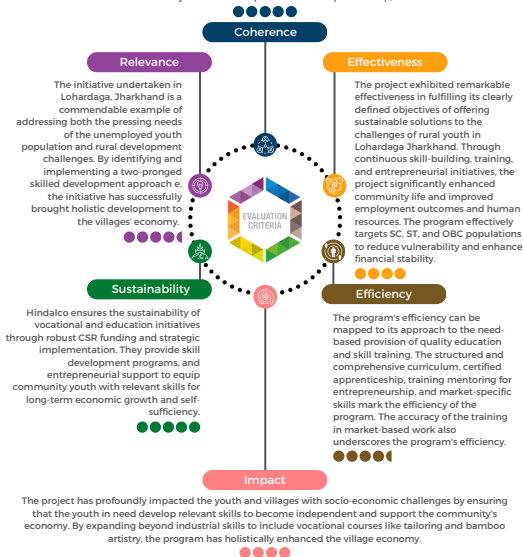 Coherence
Relevance
The initiative undertaken in
Lohardaga, Jharkhand is a
commendable example of
addressing both the pressing needs
of the unemployed youth
population and rural development
challenges. By identifying and
implementing a two-pronged
skilled development approach e,
the initiative has successfully
brought holistic development to
the villages' economy.
Effectiveness
The project exhibited remarkable
effectiveness in fulfilling its clearly
defined objectives of offering
sustainable solutions to the
challenges of rural youth in
Lohardaga Jharkhand. Through
continuous skill-building, training,
and entrepreneurial initiatives, the
project significantly enhanced
community life and improved
employment outcomes and human
resources. The program effectively
targets SC, ST, and OBC populations
to reduce vulnerability and enhance
financial stability.
EVALUATION
CRITERIA
Sustainability
Hindalco ensures the sustainability of
vocational and education initiatives
through robust CSR funding and strategic
implementation. They provide skill
development programs, and
entrepreneurial support to equip
community youth with relevant skills for
long-term economic growth and self-
sufficiency.
Efficiency
The program's efficiency can be
mapped to its approach to the need-
based provision of quality education
and skill training. The structured and
comprehensive curriculum, certified
apprenticeship, training mentoring for
entrepreneurship, and market-specific
skills mark the efficiency of the
program. The accuracy of the training
in market-based work also
underscores the program's efficiency.
Impact
The project has profoundly impacted the youth and villages with socio-economic challenges by ensuring
that the youth in need develop relevant skills to become independent and support the community's
economy. By expanding beyond industrial skills to include vocational courses like tailoring and bamboo
artistry, the program has holistically enhanced the village economy.